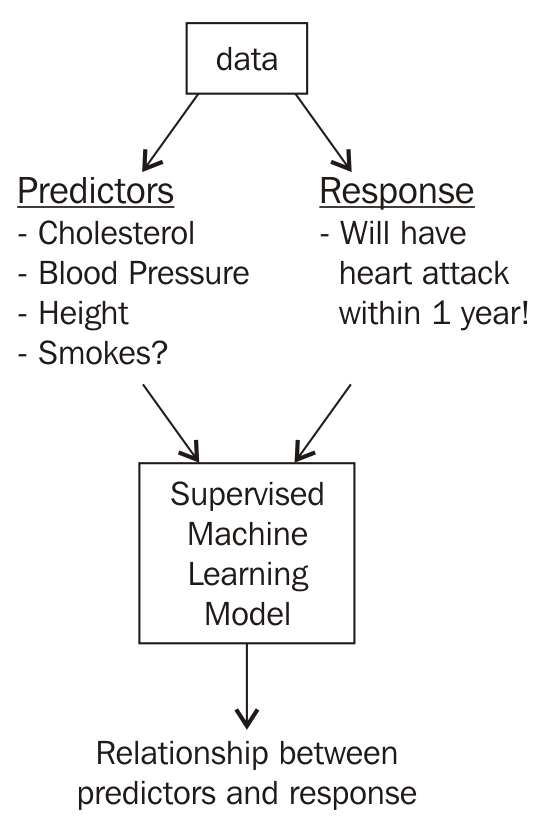 data
Predictors
- Cholesterol
- Blood Pressure
- Height
- Smokes?
Response
- Will have
heart attack
within 1 year!
Supervised
Machine
Learning
Model
Relationship between
predictors and response